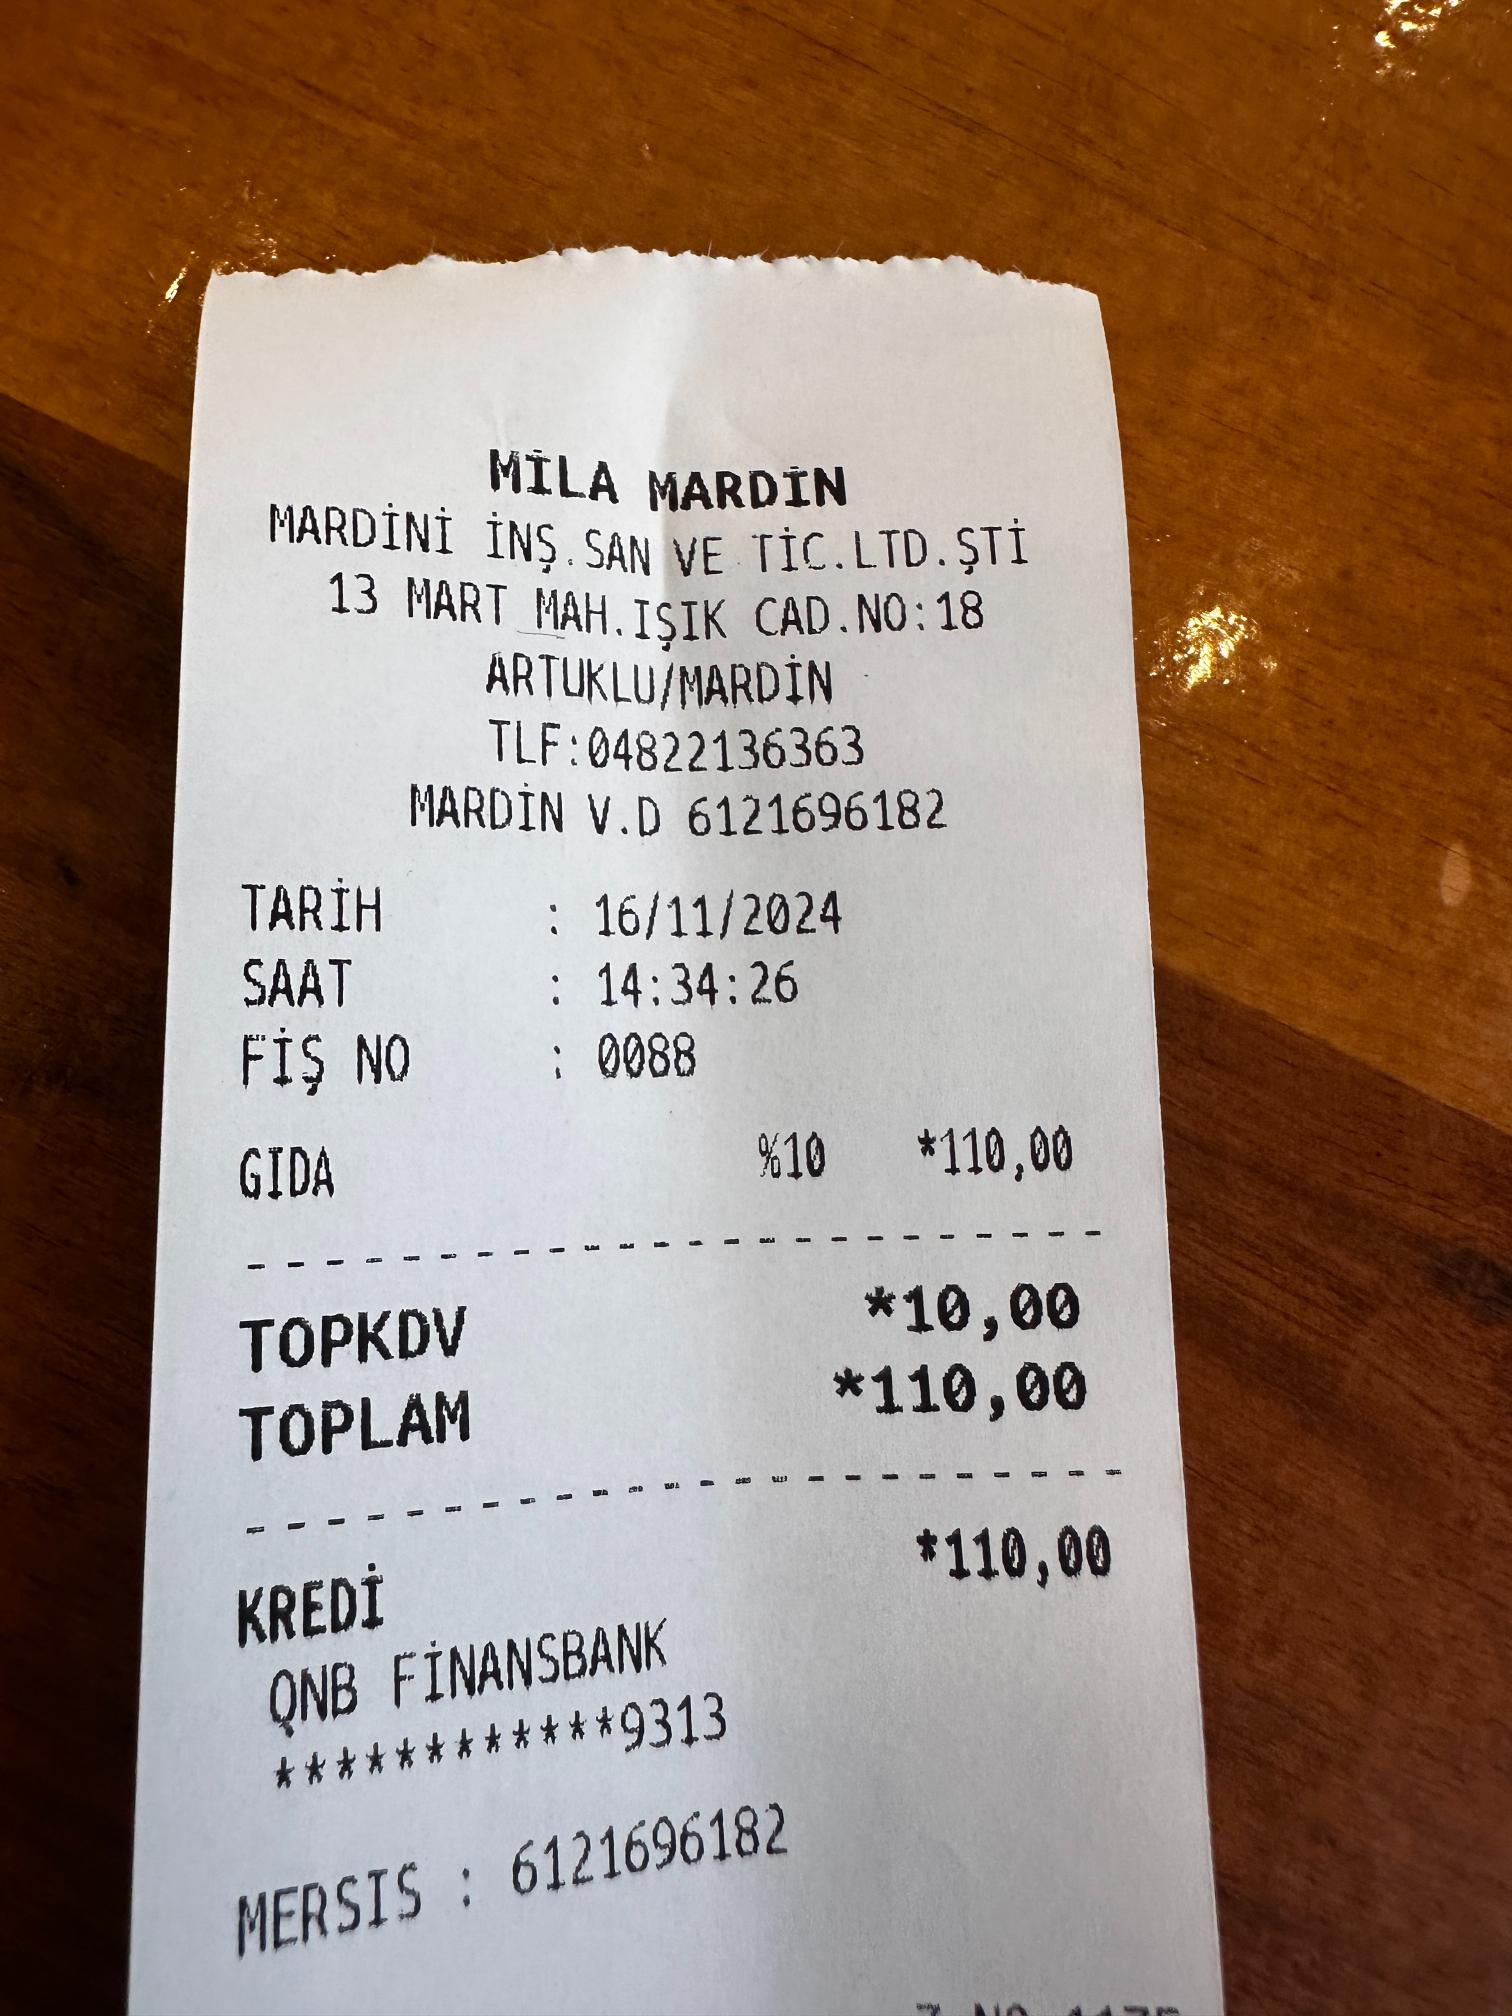 MİLA MARDİN
MARDİNİ İNŞ.SAN VE TİC.LTD.ŞTİ
13 MART MAH.IŞIK CAD.NO:18
ARTUKLU/MARDİN
TLF:04822136363
MARDİN V.D 6121696182
TARİH : 16/11/2024
SAAT : 14:34:26
FİŞ NO : 0088
GIDA %10 *110,00
TOPKDV *10,00
TOPLAM *110,00
KREDİ *110,00
QNB FİNANSBANK
************9313
MERSIS : 6121696182